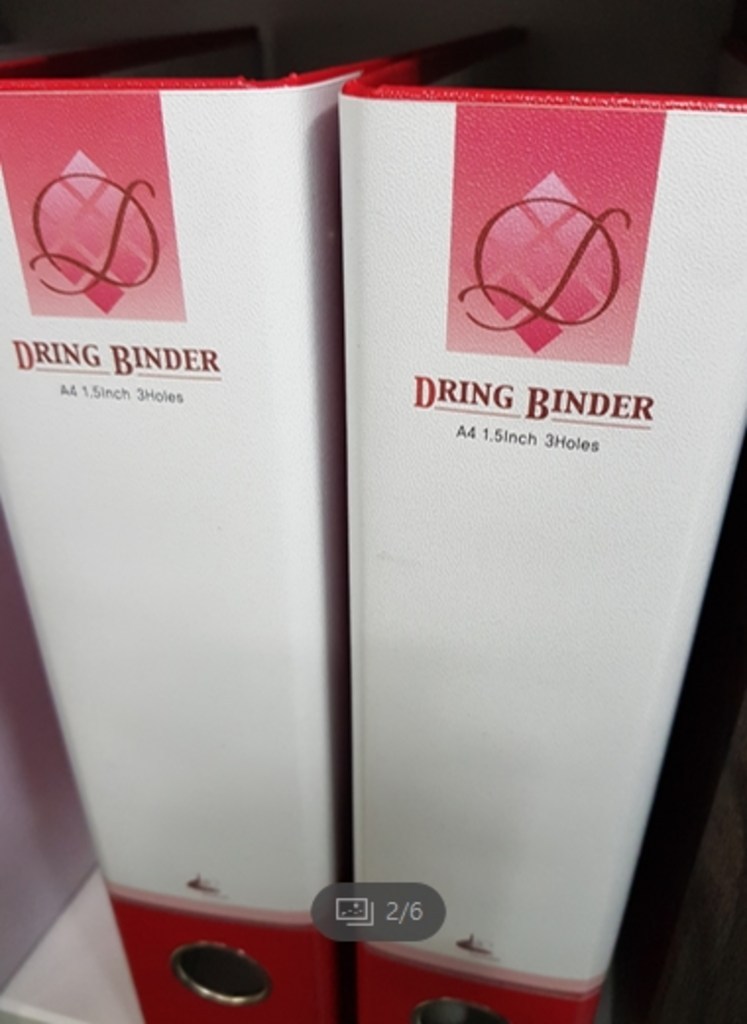 D
DRING BINDER
A4 1.5Inch 3Holes
D
DRING BINDER
A4 1.5Inch 3Holes
2/6